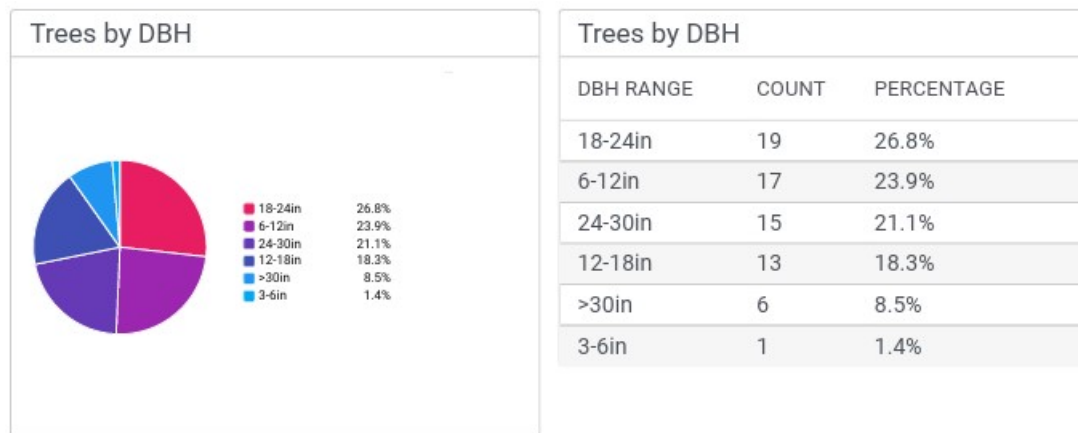 Trees by DBH
18-24in 26.8%
6-12in 23.9%
24-30in 21.1%
12-18in 18.3%
>30in 8.5%
3-6in 1.4%
Trees by DBH
DBH RANGE COUNT PERCENTAGE
18-24in 19 26.8%
6-12in 17 23.9%
24-30in 15 21.1%
12-18in 13 18.3%
>30in 6 8.5%
3-6in 1 1.4%